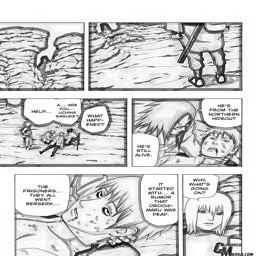 A... ARE
YOU...
UCHIHA
SASUKE?
HELP...
WHAT
HAPP-
ENED?
HE'S FROM
THE
NORTHERN
HIDEOUT
HE'S
STILL
ALIVE.
THE
PRISONERS...
THEY ALL
WENT
BERSERK...
IT
STARTED
WITH... A
RUMOR
THAT
OROCHI-
MARU WAS
DEAD.
WHY,
WHAT'S
GOING
ON?